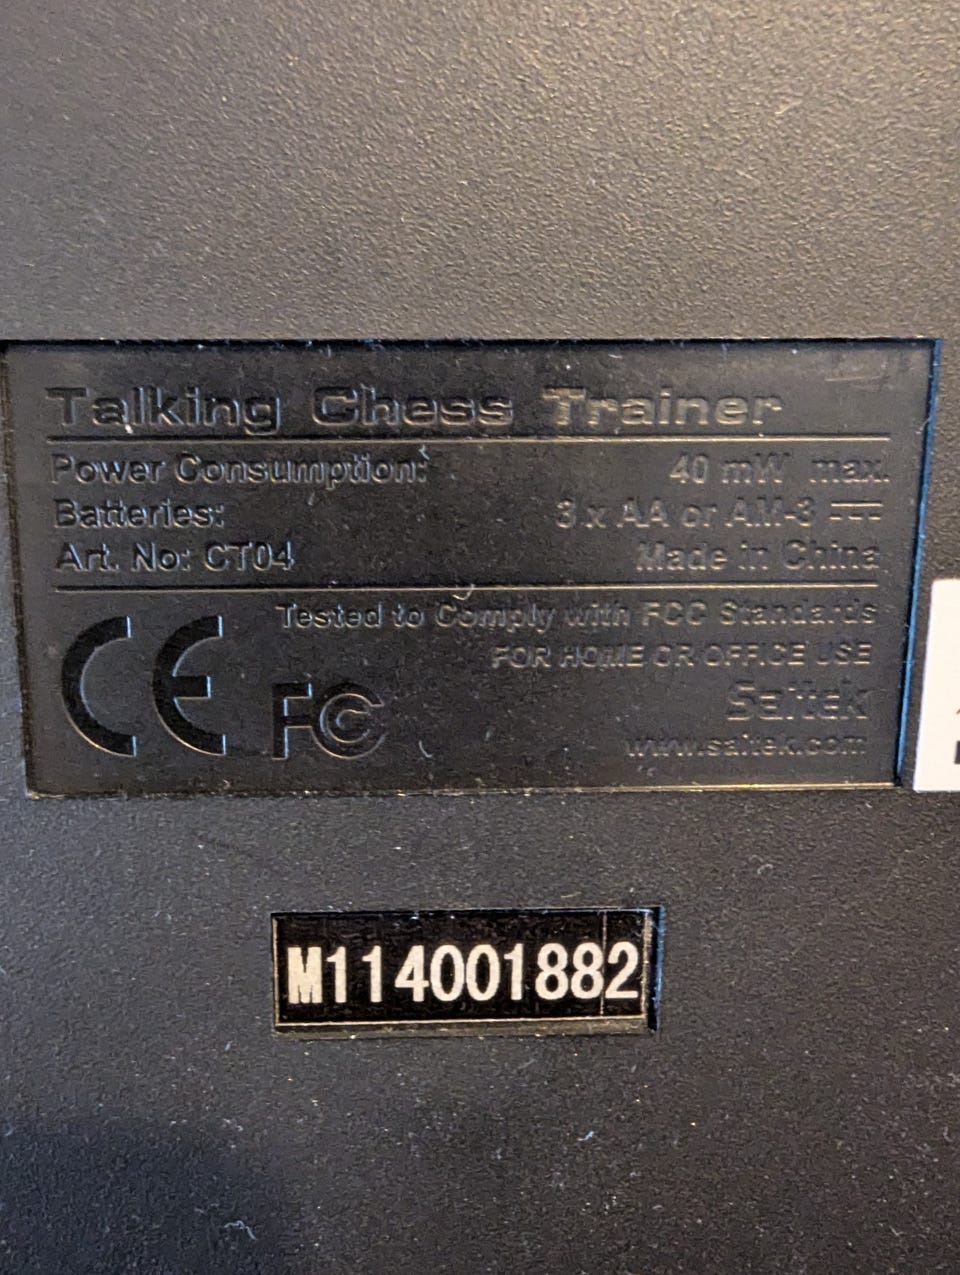 Talking Chess Trainer
Power Consumption: 40 mW max.
Batteries: 3 x AA or AM-3
Art. No: CT04 Made in China
CE FC Tested to Comply with FCC Standards
FOR HOME OR OFFICE USE
Saitek
www.saitek.com
M114001882